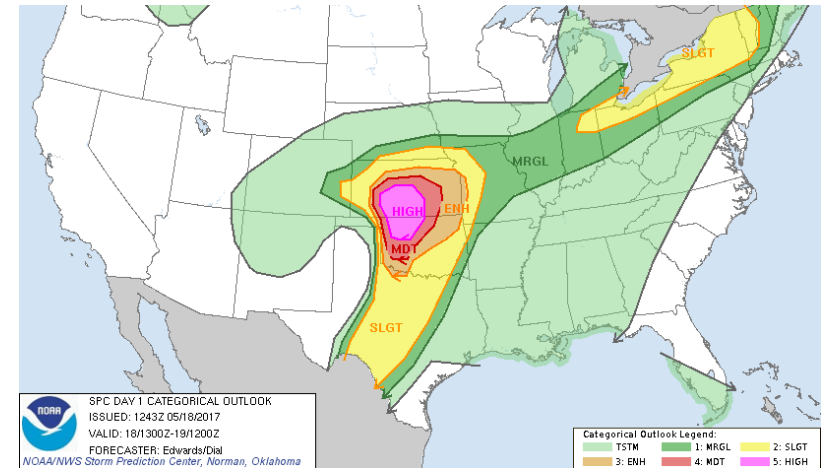 SLGT
MRGL
HIGH
ENH
MDT
SLGT
NOAA
SPC DAY 1 CATEGORICAL OUTLOOK
ISSUED: 1243Z 05/18/2017
VALID: 18/1300Z-19/1200Z
FORECASTER: Edwards/Dial
NOAA/NWS Storm Prediction Center, Norman, Oklahoma
Categorical Outlook Legend:
TSTM 1: MRGL 2: SLGT
3: ENH 4: MDT 5: HIGH